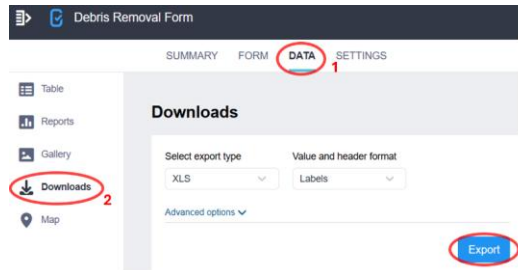 Debris Removal Form
SUMMARY FORM DATA SETTINGS
1
Table
Reports
Gallery
Downloads
2
Map
Downloads
Select export type Value and header format
XLS Labels
Advanced options
Export